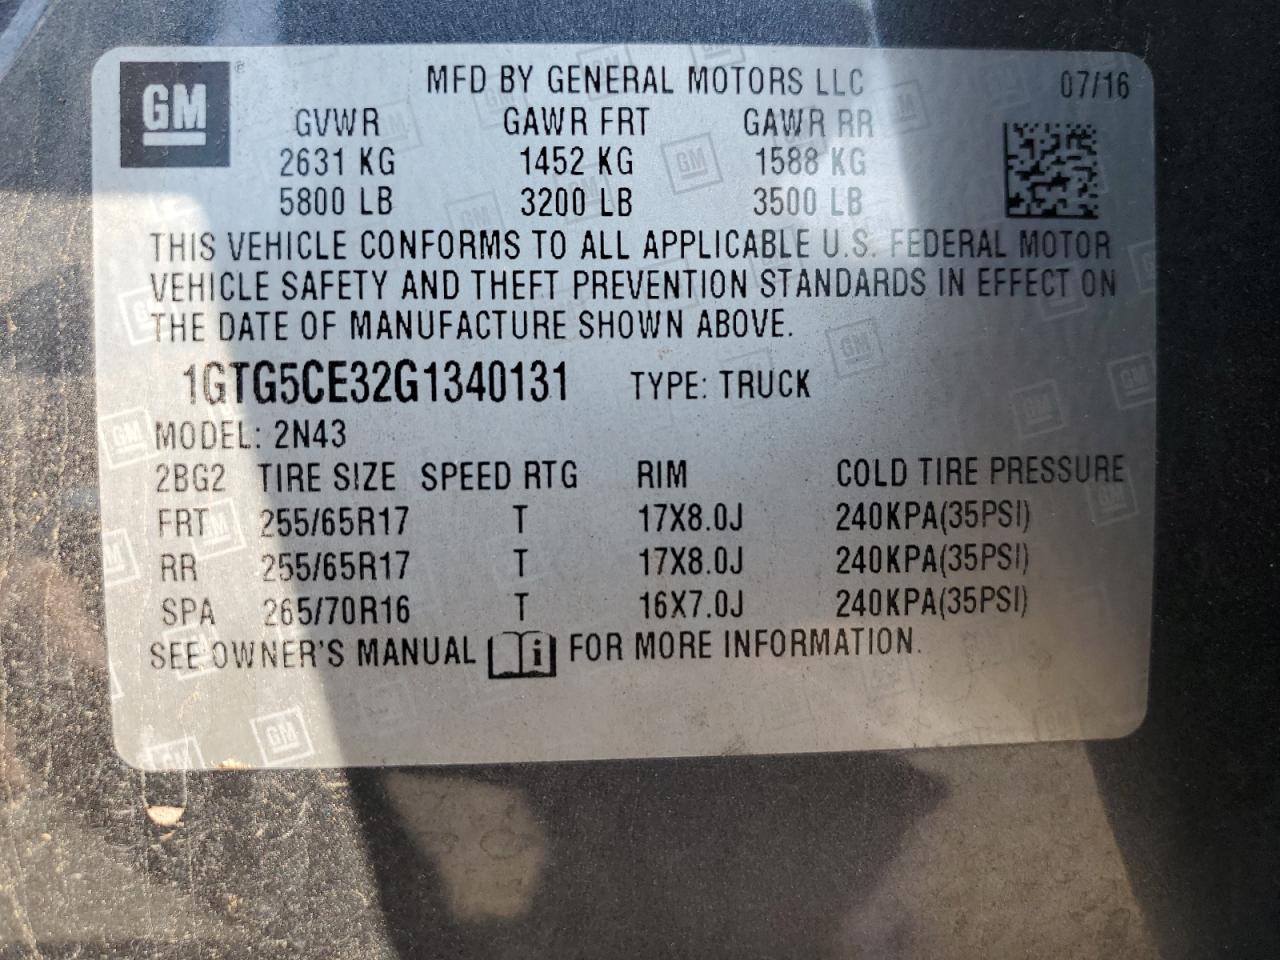 GM ® MFD BY GENERAL MOTORS LLC 07/16
GVWR GAWR FRT GAWR RR
2631 KG 1452 KG 1588 KG
5800 LB 3200 LB 3500 LB
THIS VEHICLE CONFORMS TO ALL APPLICABLE U.S. FEDERAL MOTOR
VEHICLE SAFETY AND THEFT PREVENTION STANDARDS IN EFFECT ON
THE DATE OF MANUFACTURE SHOWN ABOVE.
1GTG5CE32G1340131 TYPE: TRUCK
MODEL: 2N43
2BG2 TIRE SIZE SPEED RTG RIM COLD TIRE PRESSURE
FRT 255/65R17 T 17X8.0J 240KPA(35PSI)
RR 255/65R17 T 17X8.0J 240KPA(35PSI)
SPA 265/70R16 T 16X7.0J 240KPA(35PSI)
SEE OWNER'S MANUAL i FOR MORE INFORMATION.